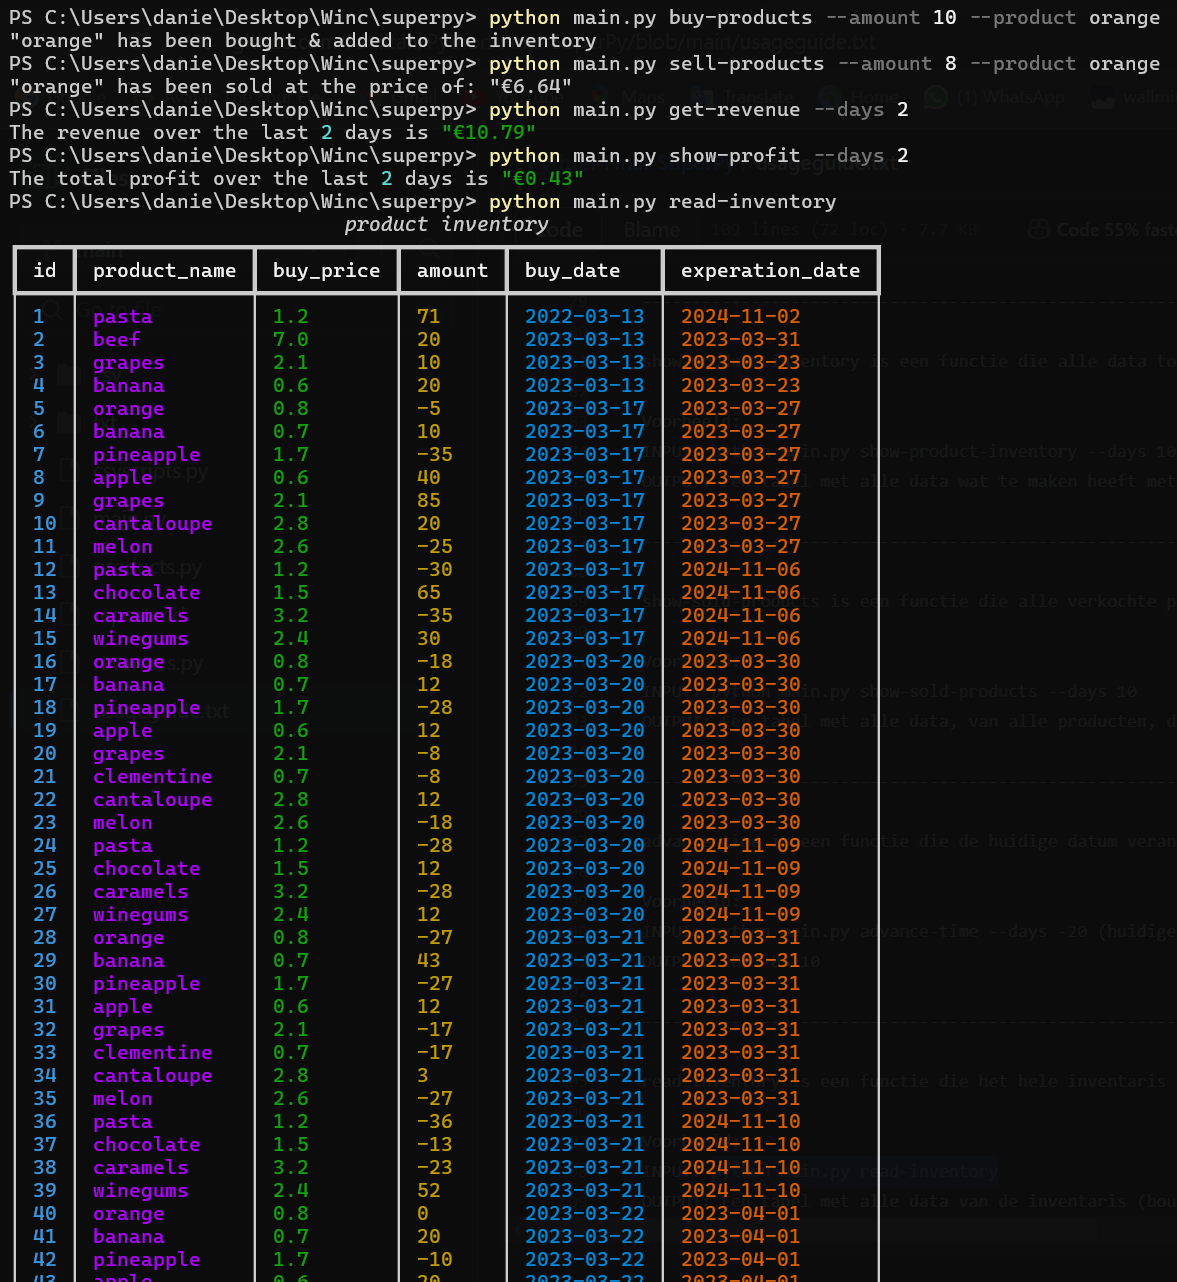 PS C:\Users\danie\Desktop\Winc\superpy> python main.py buy-products --amount 10 --product orange
"orange" has been bought & added to the inventory
PS C:\Users\danie\Desktop\Winc\superpy> python main.py sell-products --amount 8 --product orange
"orange" has been sold at the price of: "€6.64"
PS C:\Users\danie\Desktop\Winc\superpy> python main.py get-revenue --days 2
The revenue over the last 2 days is "€10.79"
PS C:\Users\danie\Desktop\Winc\superpy> python main.py show-profit --days 2
The total profit over the last 2 days is "€0.43"
PS C:\Users\danie\Desktop\Winc\superpy> python main.py read-inventory
product inventory
id product_name buy_price amount buy_date experation_date
1 pasta 1.2 71 2022-03-13 2024-11-02
2 beef 7.0 20 2023-03-13 2023-03-31
3 grapes 2.1 10 2023-03-13 2023-03-23
4 banana 0.6 20 2023-03-13 2023-03-23
5 orange 0.8 -5 2023-03-17 2023-03-27
6 banana 0.7 10 2023-03-17 2023-03-27
7 pineapple 1.7 -35 2023-03-17 2023-03-27
8 apple 0.6 40 2023-03-17 2023-03-27
9 grapes 2.1 85 2023-03-17 2023-03-27
10 cantaloupe 2.8 20 2023-03-17 2023-03-27
11 melon 2.6 -25 2023-03-17 2023-03-27
12 pasta 1.2 -30 2023-03-17 2024-11-06
13 chocolate 1.5 65 2023-03-17 2024-11-06
14 caramels 3.2 -35 2023-03-17 2024-11-06
15 winegums 2.4 30 2023-03-17 2024-11-06
16 orange 0.8 -18 2023-03-20 2023-03-30
17 banana 0.7 12 2023-03-20 2023-03-30
18 pineapple 1.7 -28 2023-03-20 2023-03-30
19 apple 0.6 12 2023-03-20 2023-03-30
20 grapes 2.1 -8 2023-03-20 2023-03-30
21 clementine 0.7 -8 2023-03-20 2023-03-30
22 cantaloupe 2.8 12 2023-03-20 2023-03-30
23 melon 2.6 -18 2023-03-20 2023-03-30
24 pasta 1.2 -28 2023-03-20 2024-11-09
25 chocolate 1.5 12 2023-03-20 2024-11-09
26 caramels 3.2 -28 2023-03-20 2024-11-09
27 winegums 2.4 12 2023-03-20 2024-11-09
28 orange 0.8 -27 2023-03-21 2023-03-31
29 banana 0.7 43 2023-03-21 2023-03-31
30 pineapple 1.7 -27 2023-03-21 2023-03-31
31 apple 0.6 12 2023-03-21 2023-03-31
32 grapes 2.1 -17 2023-03-21 2023-03-31
33 clementine 0.7 -17 2023-03-21 2023-03-31
34 cantaloupe 2.8 3 2023-03-21 2023-03-31
35 melon 2.6 -27 2023-03-21 2023-03-31
36 pasta 1.2 -36 2023-03-21 2024-11-10
37 chocolate 1.5 -13 2023-03-21 2024-11-10
38 caramels 3.2 -23 2023-03-21 2024-11-10
39 winegums 2.4 52 2023-03-21 2024-11-10
40 orange 0.8 0 2023-03-22 2023-04-01
41 banana 0.7 20 2023-03-22 2023-04-01
42 pineapple 1.7 -10 2023-03-22 2023-04-01
43 apple 0.6 20 2023-03-22 2023-04-01